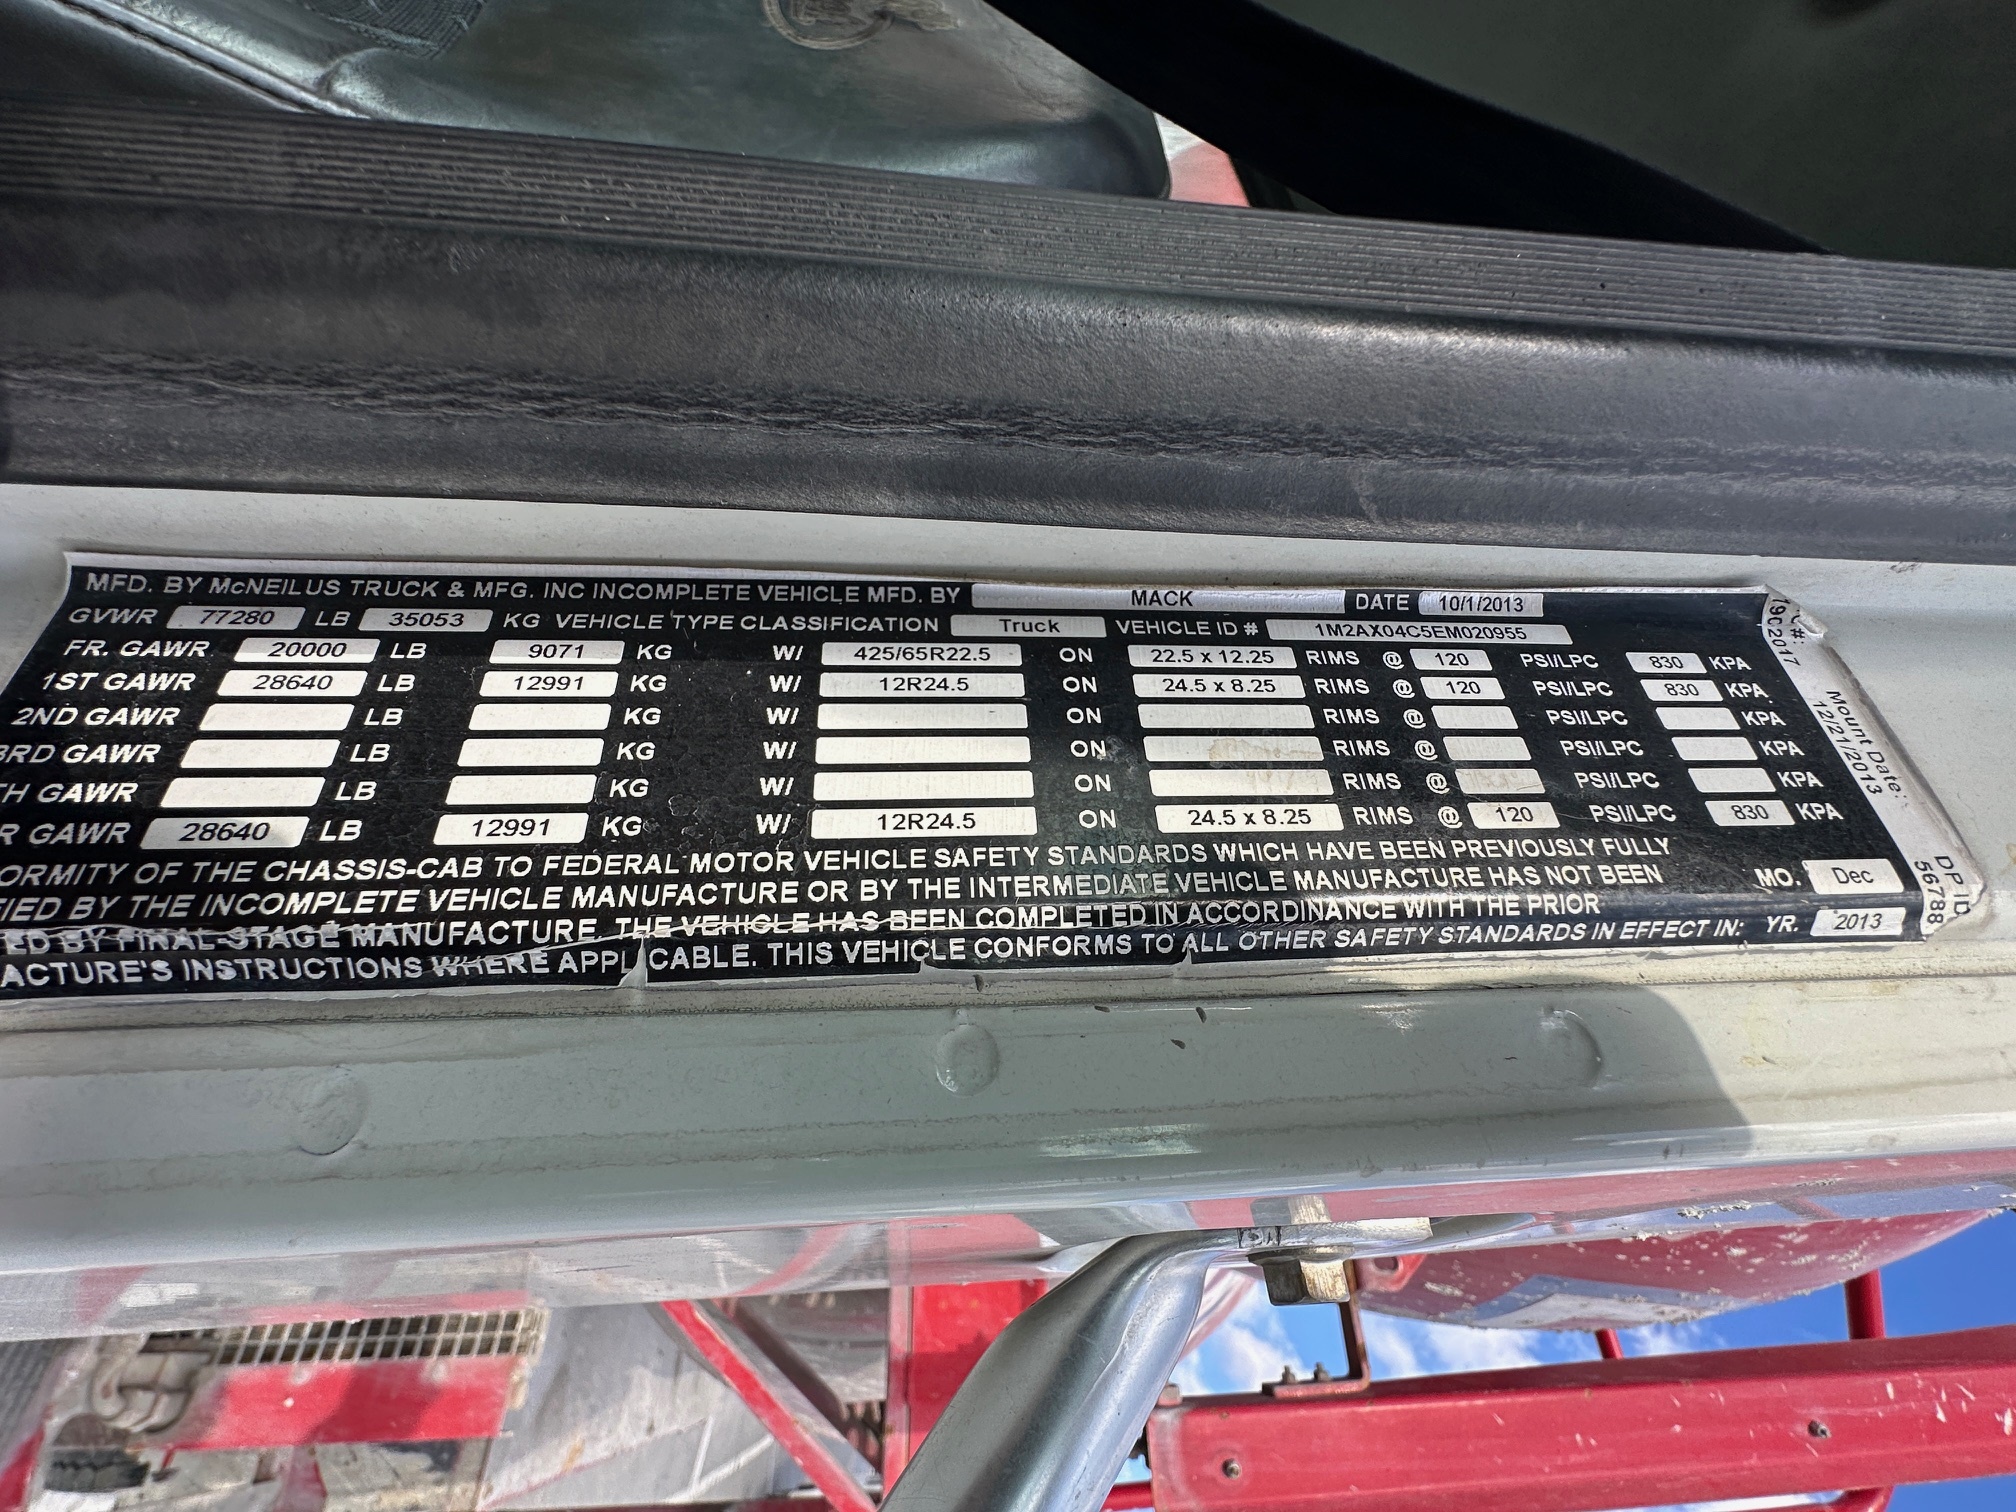 MFD. BY McNEILUS TRUCK & MFG. INC INCOMPLETE VEHICLE MFD. BY MACK DATE 10/1/2013
GVWR 77280 LB 35053 KG VEHICLE TYPE CLASSIFICATION Truck VEHICLE ID # 1M2AX04C5EM020955
FR. GAWR 20000 LB 9071 KG W/ 425/65R22.5 ON 22.5 x 12.25 RIMS @ 120 PSI/LPC 830 KPA
1ST GAWR 28640 LB 12991 KG W/ 12R24.5 ON 24.5 x 8.25 RIMS @ 120 PSI/LPC 830 KPA
2ND GAWR LB KG W/ ON RIMS @ PSI/LPC KPA
3RD GAWR LB KG W/ ON RIMS @ PSI/LPC KPA
TH GAWR LB KG W/ ON RIMS @ PSI/LPC KPA
R GAWR 28640 LB 12991 KG W/ 12R24.5 ON 24.5 x 8.25 RIMS @ 120 PSI/LPC 830 KPA
ORMITY OF THE CHASSIS-CAB TO FEDERAL MOTOR VEHICLE SAFETY STANDARDS WHICH HAVE BEEN PREVIOUSLY FULLY
IED BY THE INCOMPLETE VEHICLE MANUFACTURE OR BY THE INTERMEDIATE VEHICLE MANUFACTURE HAS NOT BEEN MO. Dec
ED BY FINAL-STAGE MANUFACTURE. THE VEHICLE HAS BEEN COMPLETED IN ACCORDINANCE WITH THE PRIOR
ACTURE'S INSTRUCTIONS WHERE APPLICABLE. THIS VEHICLE CONFORMS TO ALL OTHER SAFETY STANDARDS IN EFFECT IN: YR. 2013
#:
19C2017
Mount Date:
12/21/2013
DP ID
56788